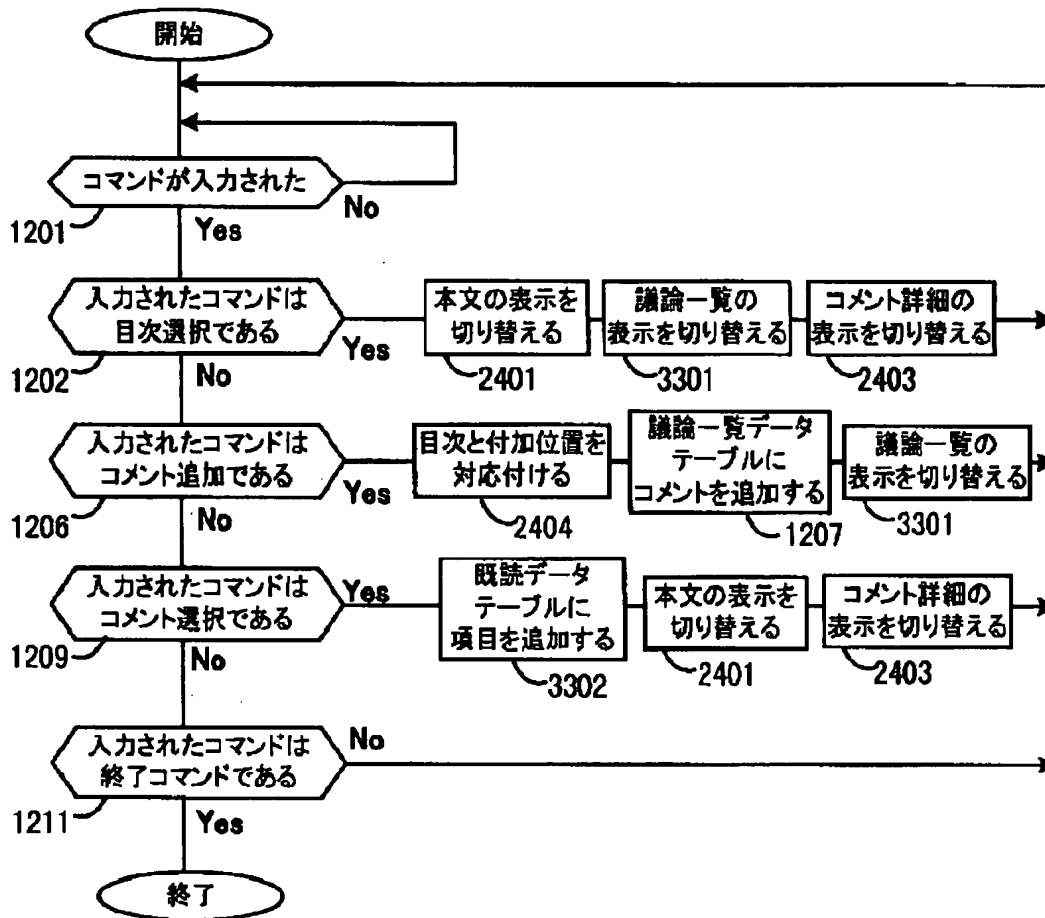 開始
コマンドが入力された
No
1201
Yes
入力されたコマンドは
目次選択である
Yes
1202
No
本文の表示を
切り替える
2401
議論一覧の
表示を切り替える
3301
コメント詳細の
表示を切り替える
2403
入力されたコマンドは
コメント追加である
Yes
1206
No
目次と付加位置を
対応付ける
2404
議論一覧データ
テーブルに
コメントを追加する
1207
議論一覧の
表示を切り替える
3301
入力されたコマンドは
コメント選択である
Yes
1209
No
既読データ
テーブルに
項目を追加する
3302
本文の表示を
切り替える
2401
コメント詳細の
表示を切り替える
2403
入力されたコマンドは
終了コマンドである
No
1211
Yes
終了